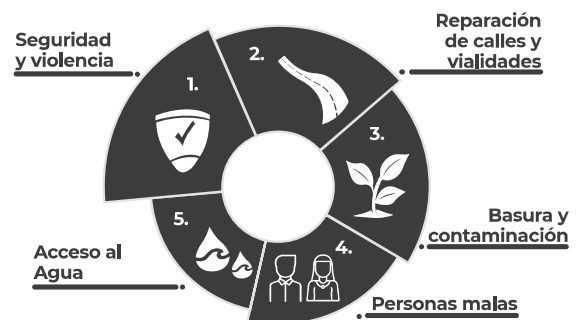 Seguridad
y violencia
1.
2.
Reparación
de calles y
vialidades
3.
Basura y
contaminación
4.
Personas malas
5.
Acceso al
Agua